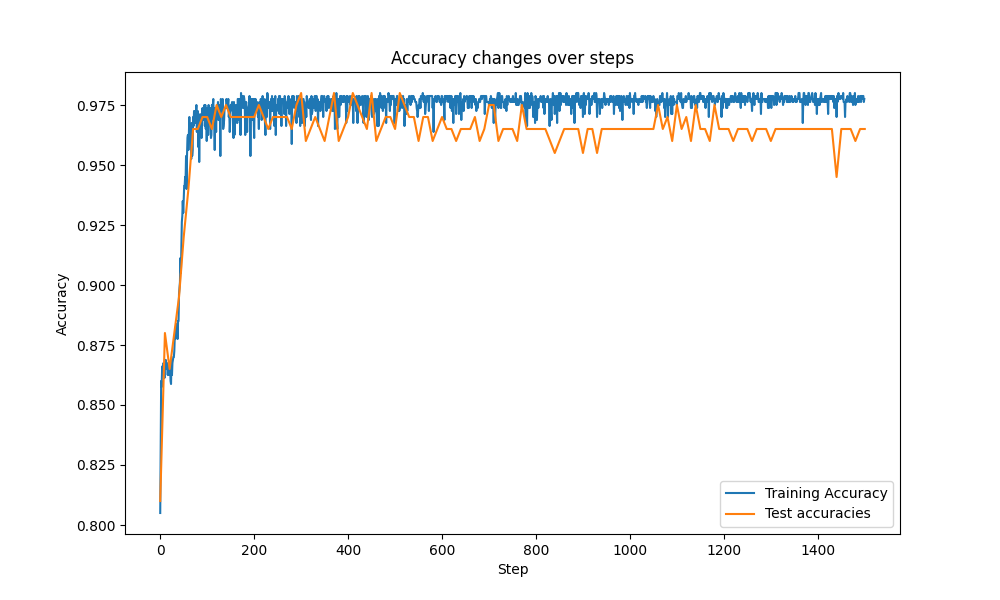 Accuracy changes over steps
Accuracy
0.975
0.950
0.925
0.900
0.875
0.850
0.825
0.800
0 200 400 600 800 1000 1200 1400
Step
Training Accuracy
Test accuracies